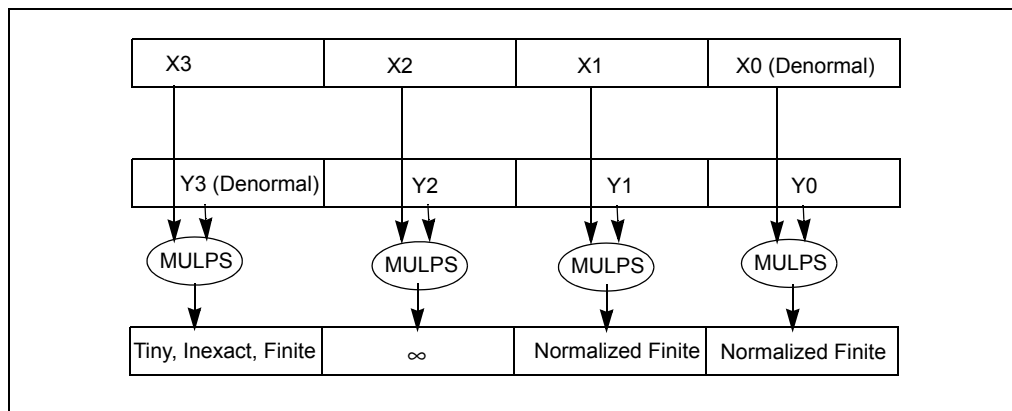 X3 X2 X1 X0 (Denormal)
Y3 (Denormal) Y2 Y1 Y0
MULPS MULPS MULPS MULPS
Tiny, Inexact, Finite ∞ Normalized Finite Normalized Finite